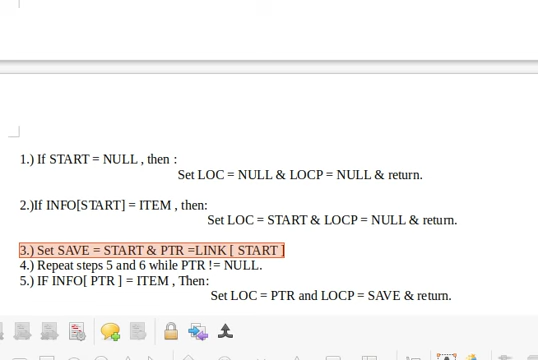 1.) If START = NULL , then :
Set LOC = NULL & LOCP = NULL & return.
2.)If INFO[START] = ITEM , then:
Set LOC = START & LOCP = NULL & return.
3.) Set SAVE = START & PTR =LINK [ START ]
4.) Repeat steps 5 and 6 while PTR != NULL.
5.) IF INFO[ PTR ] = ITEM , Then:
Set LOC = PTR and LOCP = SAVE & return.